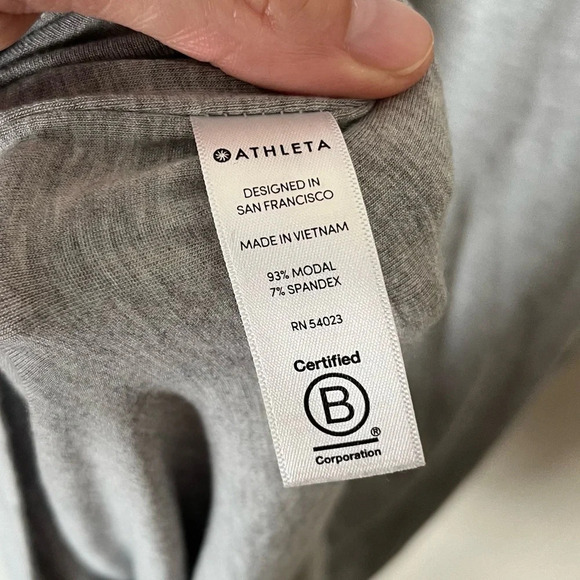 ATHLETA
DESIGNED IN
SAN FRANCISCO
MADE IN VIETNAM
93% MODAL
7% SPANDEX
RN 54023
Certified
B
®
Corporation